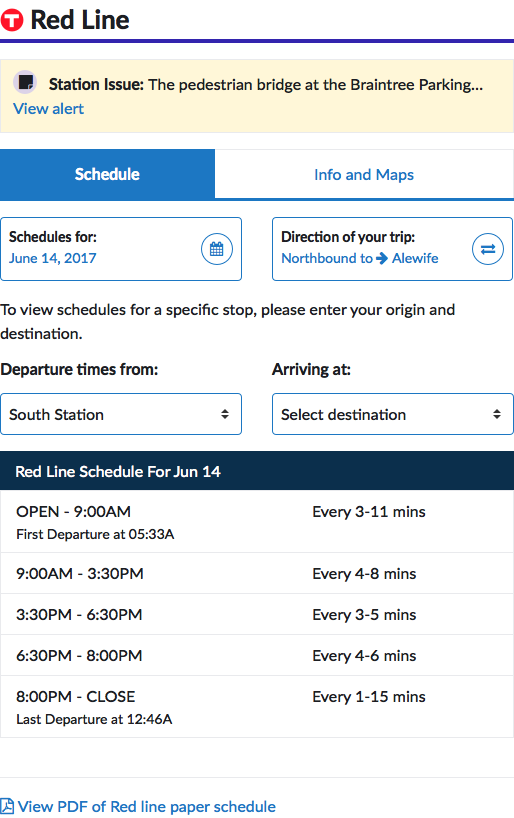 T Red Line
Station Issue: The pedestrian bridge at the Braintree Parking...
View alert
Schedule
Info and Maps
Schedules for:
June 14, 2017
Direction of your trip:
Northbound to → Alewife
To view schedules for a specific stop, please enter your origin and
destination.
Departure times from:
Arriving at:
South Station
Select destination
Red Line Schedule For Jun 14
OPEN - 9:00AM Every 3-11 mins
First Departure at 05:33A
9:00AM - 3:30PM Every 4-8 mins
3:30PM - 6:30PM Every 3-5 mins
6:30PM - 8:00PM Every 4-6 mins
8:00PM - CLOSE Every 1-15 mins
Last Departure at 12:46A
View PDF of Red line paper schedule